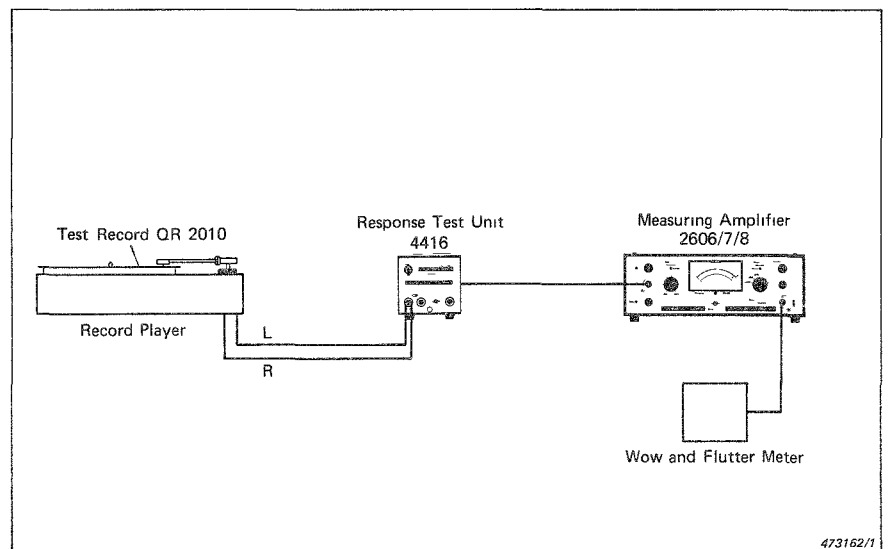 Test Record QR 2010
Record Player
L
R
Response Test Unit
4416
Measuring Amplifier
2606/7/8
Wow and Flutter Meter
473162/1